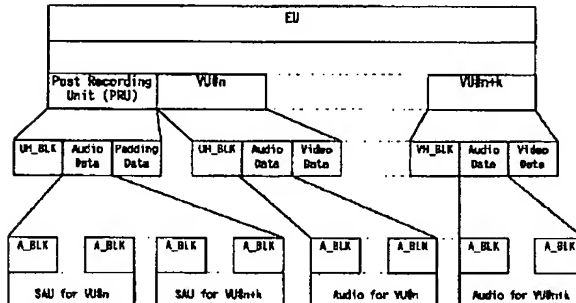 EU
Post Recording
Unit (PRU)
VU#n
VU#n+k
UH_BLK
Audio
Data
Padding
Data
UH_BLK
Audio
Data
Video
Data
VH_BLK
Audio
Data
Video
Data
A_BLK
A_BLK
A_BLK
A_BLK
A_BLK
A_BLK
A_BLK
A_BLK
SAU for VU#n
SAU for VU#n+k
Audio for VU#n
Audio for VU#n+k